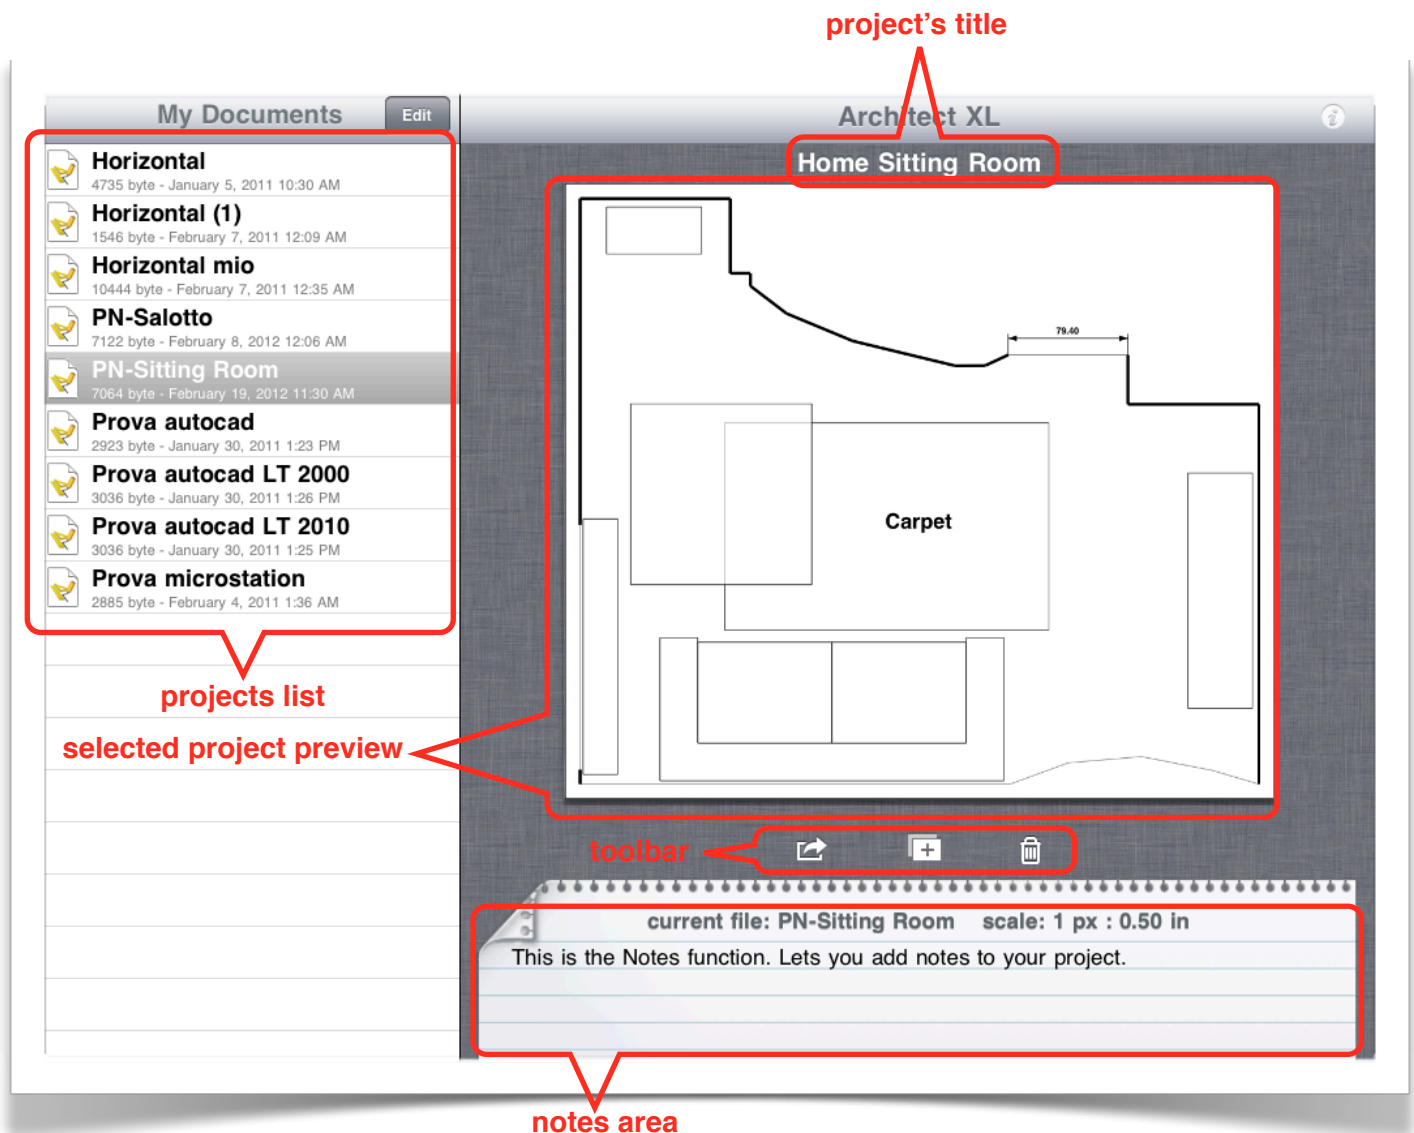 project’s title
My Documents
Edit
Architect XL
Home Sitting Room
Horizontal
4735 byte - January 5, 2011 10:30 AM
Horizontal (1)
1546 byte - February 7, 2011 12:09 AM
Horizontal mio
10444 byte - February 7, 2011 12:35 AM
PN-Salotto
7122 byte - February 8, 2012 12:06 AM
PN-Sitting Room
7064 byte - February 19, 2012 11:30 AM
Prova autocad
2923 byte - January 30, 2011 1:23 PM
Prova autocad LT 2000
3036 byte - January 30, 2011 1:26 PM
Prova autocad LT 2010
3036 byte - January 30, 2011 1:25 PM
Prova microstation
2885 byte - February 4, 2011 1:36 AM
projects list
selected project preview
79.40
Carpet
toolbar
current file: PN-Sitting Room scale: 1 px : 0.50 in
This is the Notes function. Lets you add notes to your project.
notes area